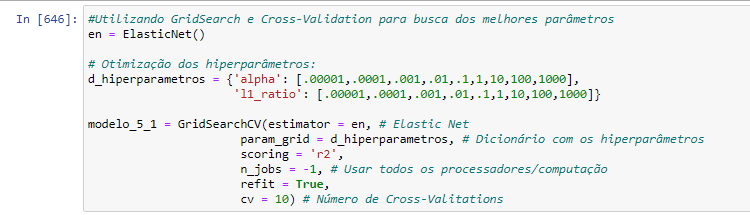 In [646]: #Utilizando GridSearch e Cross-Validation para busca dos melhores parâmetros
en = ElasticNet()
# Otimização dos hiperparâmetros:
d_hiperparametros = {'alpha': [.00001,.0001,.001,.01,.1,1,10,100,1000],
'l1_ratio': [.00001,.0001,.001,.01,.1,1,10,100,1000]}
modelo_5_1 = GridSearchCV(estimator = en, # Elastic Net
param_grid = d_hiperparametros, # Dicionário com os hiperparâmetros
scoring = 'r2',
n_jobs = -1, # Usar todos os processadores/computação
refit = True,
cv = 10) # Número de Cross-Valitations